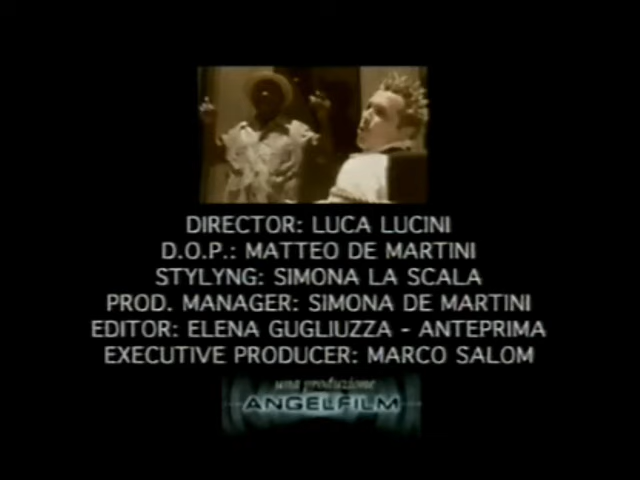 DIRECTOR: LUCA LUCINI
D.O.P.: MATTEO DE MARTINI
STYLYNG: SIMONA LA SCALA
PROD. MANAGER: SIMONA DE MARTINI
EDITOR: ELENA GUGLIUZZA - ANTEPRIMA
EXECUTIVE PRODUCER: MARCO SALOM
una produzione
ANGELFILM